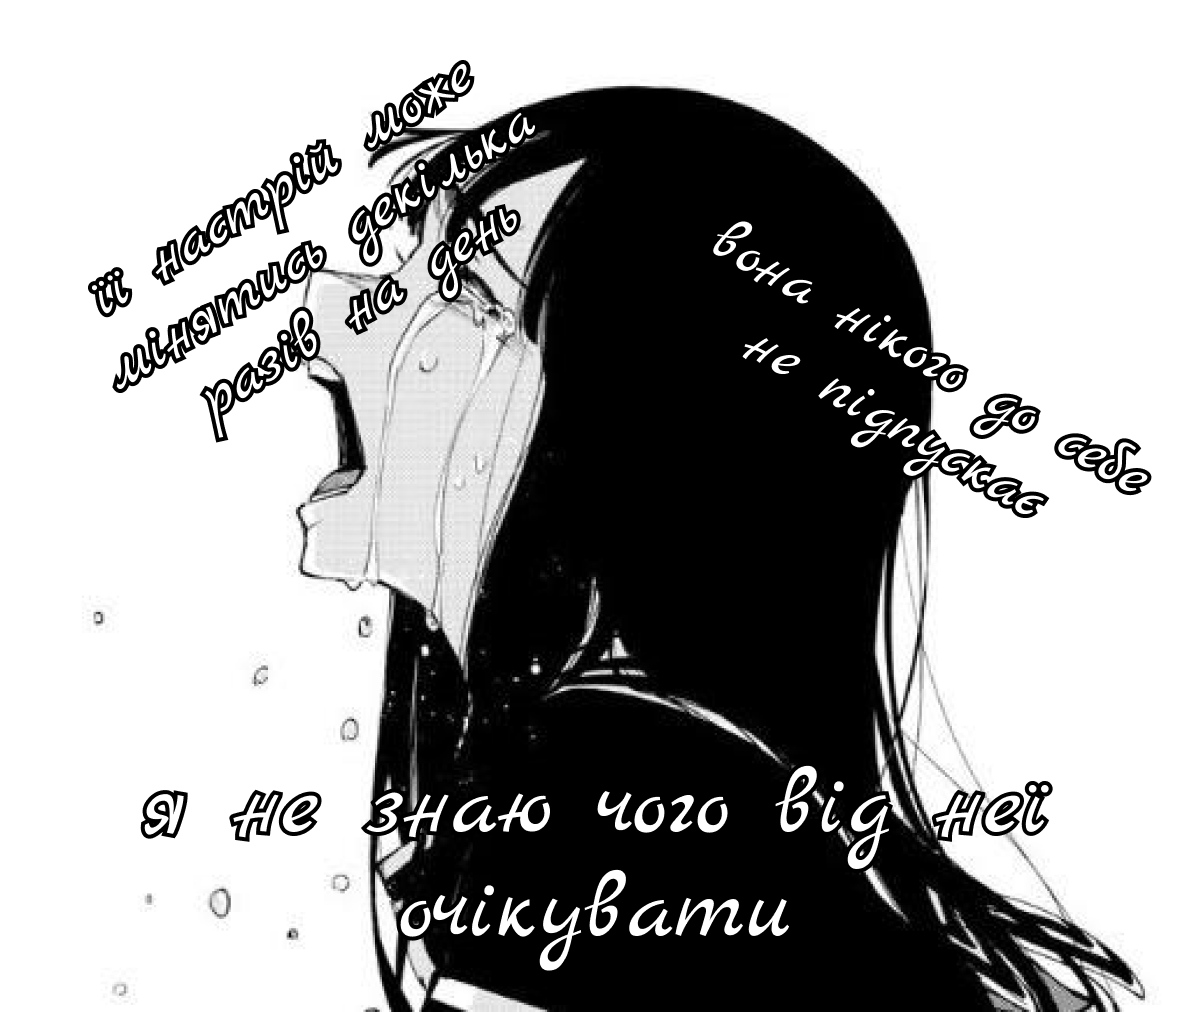 її настрій може
мінятись декілька
разів на день
вона нікого до себе
не підпускає
я не знаю чого від неї
очікувати